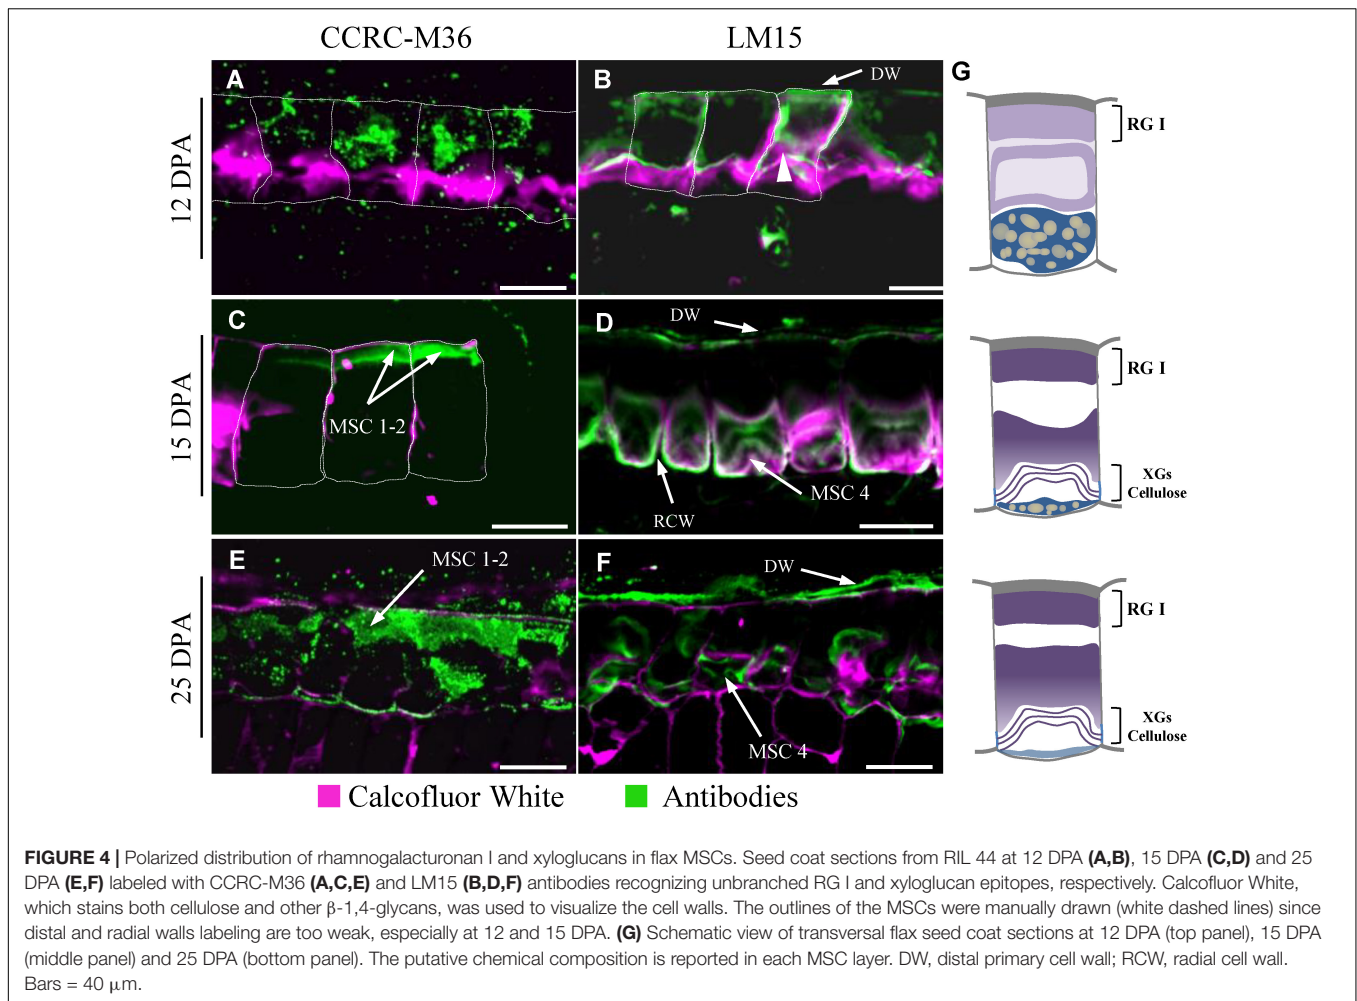 CCRC-M36
LM15
A
B
DW
G
RG I
12 DPA
C
MSC 1-2
D
DW
MSC 4
RCW
RG I
XGs
Cellulose
15 DPA
E
MSC 1-2
F
DW
MSC 4
RG I
XGs
Cellulose
25 DPA
Calcofluor White
Antibodies
FIGURE 4 | Polarized distribution of rhamnogalacturonan I and xyloglucans in flax MSCs. Seed coat sections from RIL 44 at 12 DPA (A,B), 15 DPA (C,D) and 25
DPA (E,F) labeled with CCRC-M36 (A,C,E) and LM15 (B,D,F) antibodies recognizing unbranched RG I and xyloglucan epitopes, respectively. Calcofluor White,
which stains both cellulose and other β-1,4-glycans, was used to visualize the cell walls. The outlines of the MSCs were manually drawn (white dashed lines) since
distal and radial walls labeling are too weak, especially at 12 and 15 DPA. (G) Schematic view of transversal flax seed coat sections at 12 DPA (top panel), 15 DPA
(middle panel) and 25 DPA (bottom panel). The putative chemical composition is reported in each MSC layer. DW, distal primary cell wall; RCW, radial cell wall.
Bars = 40 μm.